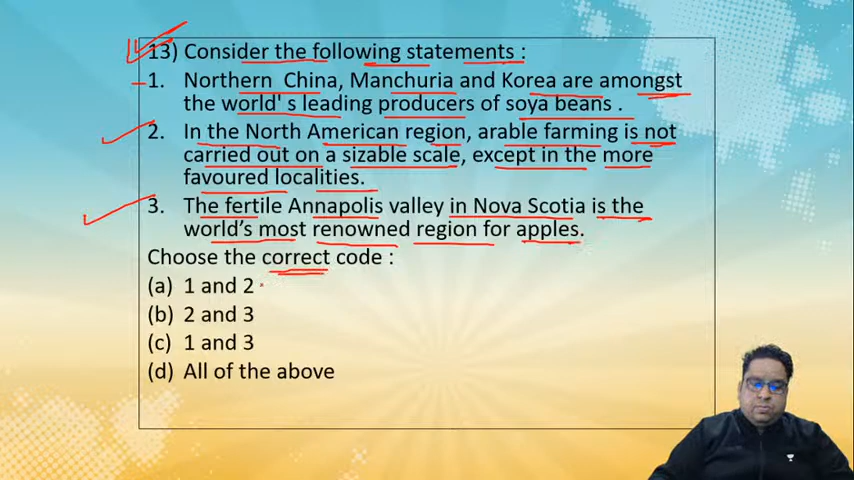 13) Consider the following statements :
1. Northern China, Manchuria and Korea are amongst
the world' s leading producers of soya beans .
2. In the North American region, arable farming is not
carried out on a sizable scale, except in the more
favoured localities.
3. The fertile Annapolis valley in Nova Scotia is the
world's most renowned region for apples.
Choose the correct code :
(a) 1 and 2
(b) 2 and 3
(c) 1 and 3
(d) All of the above